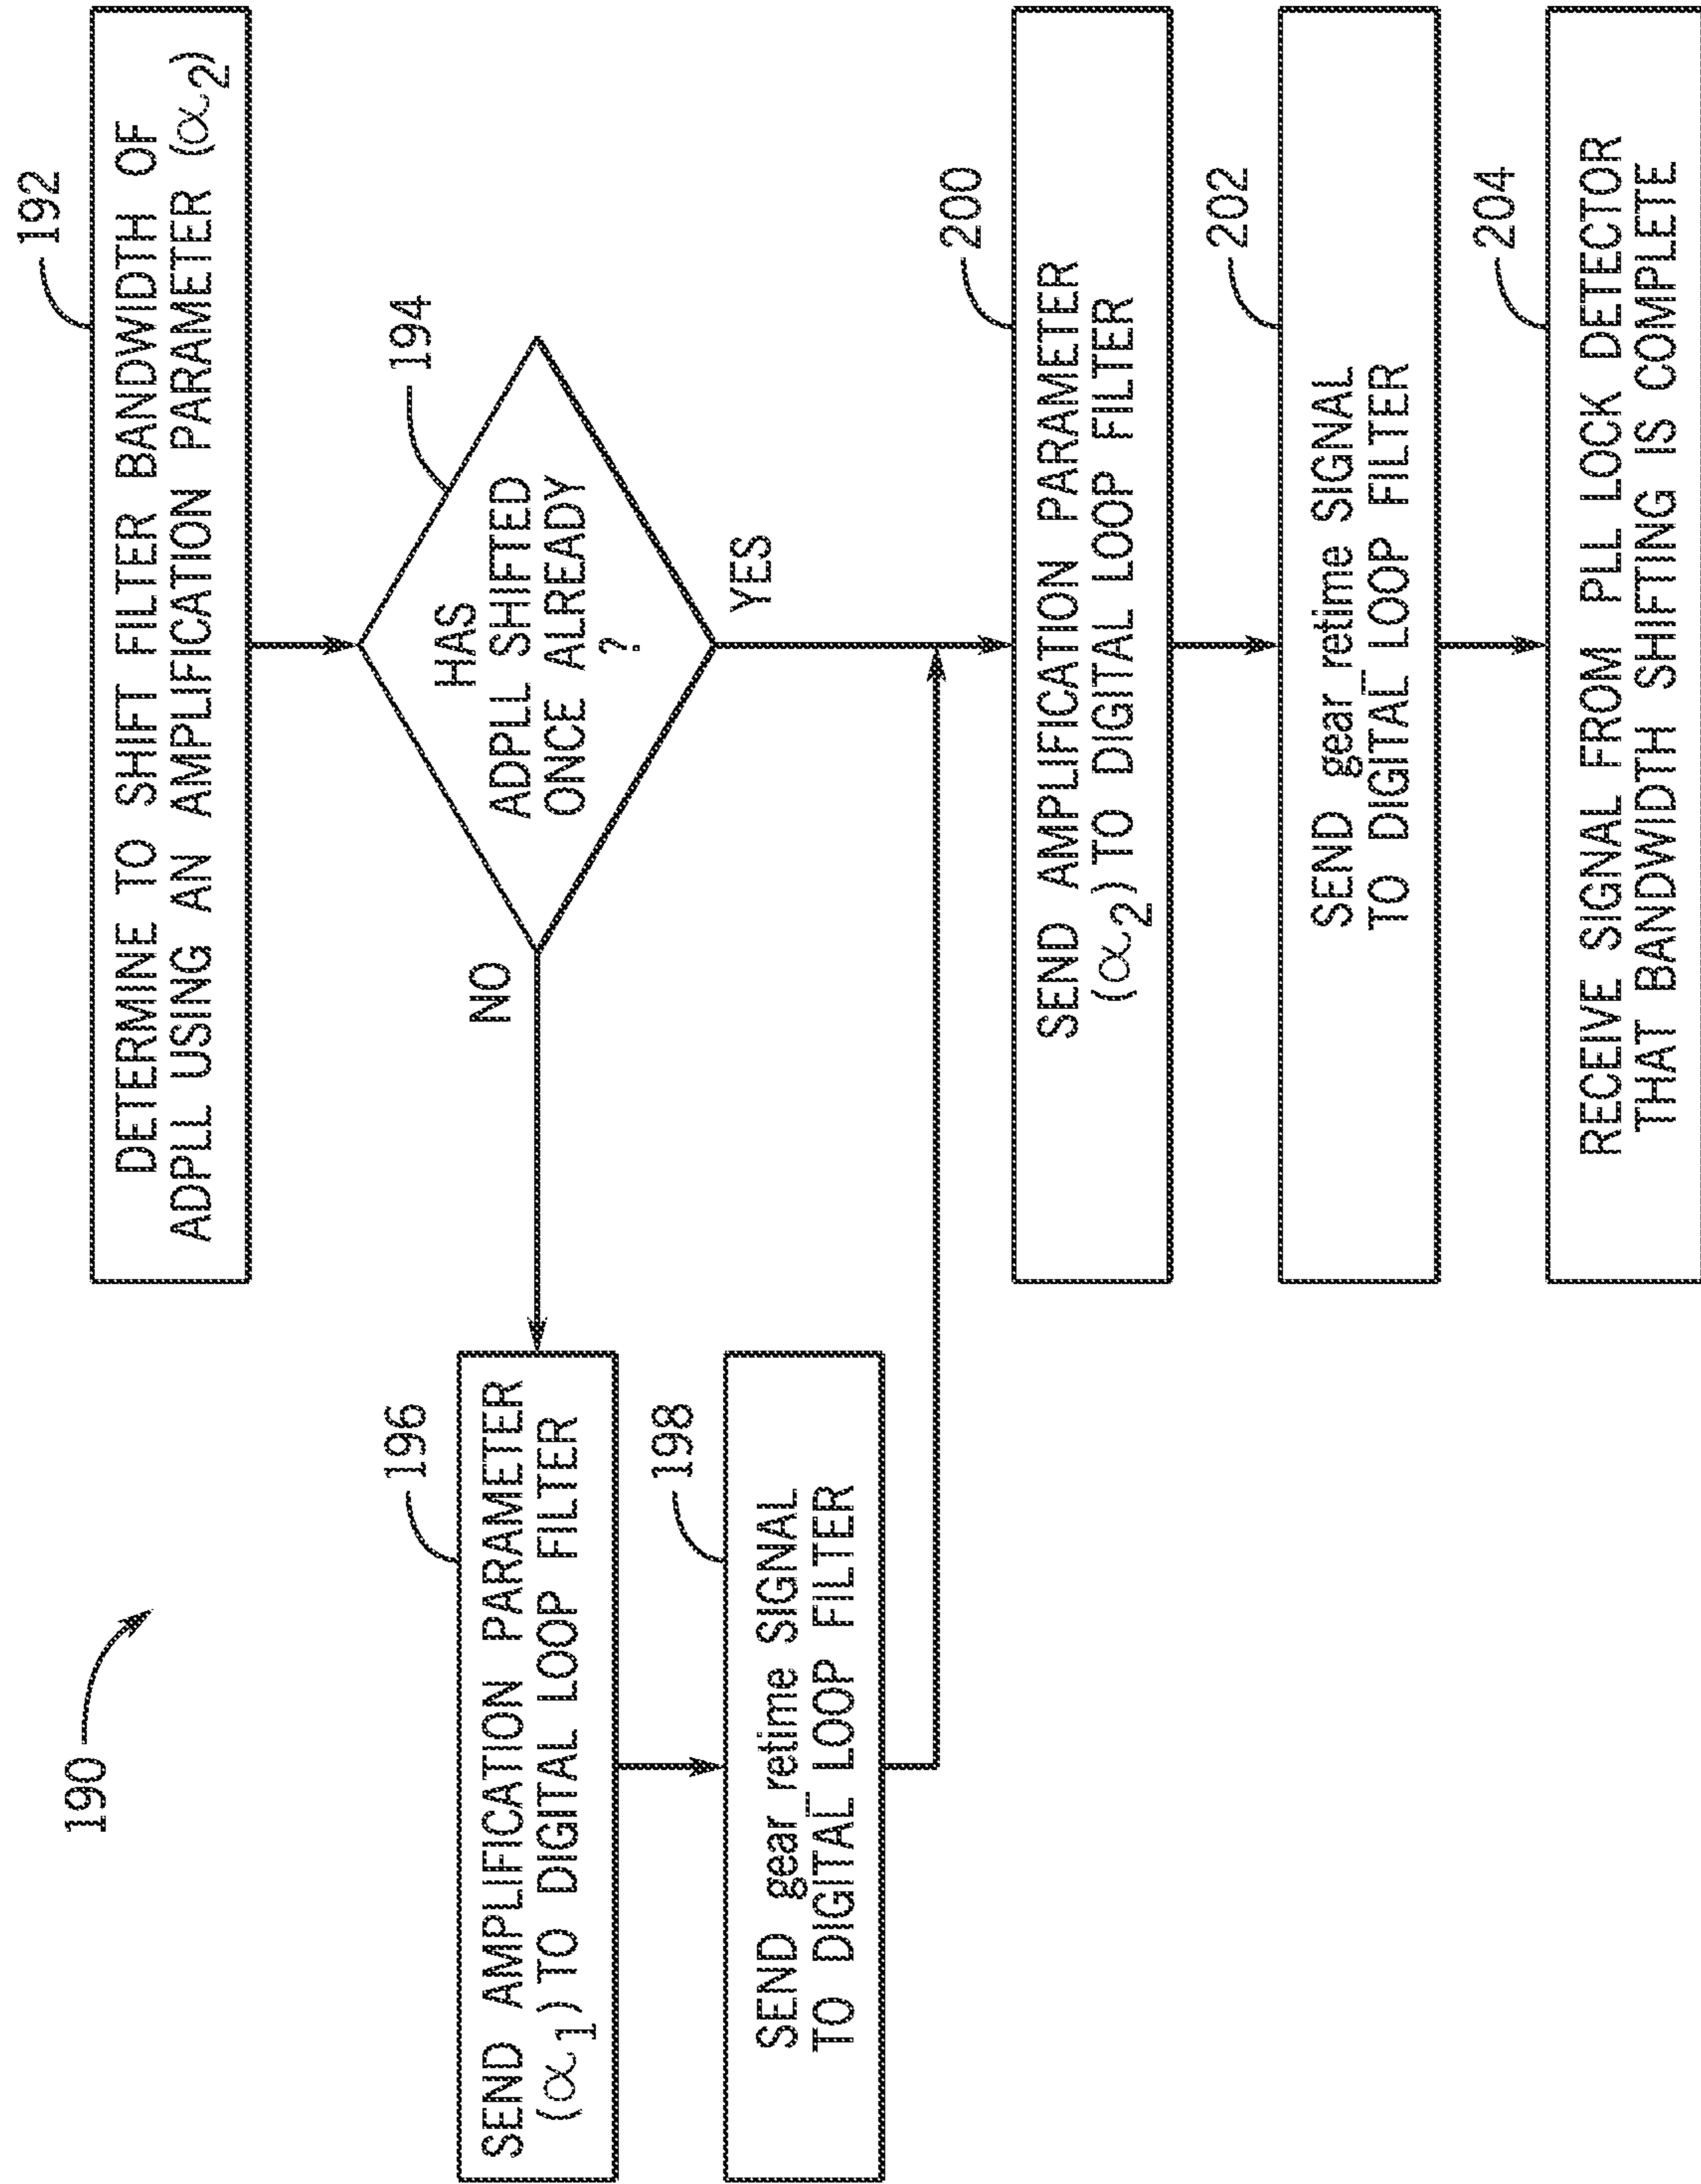 190
192
DETERMINE TO SHIFT FILTER BANDWIDTH OF
ADPLL USING AN AMPLIFICATION PARAMETER (α2)
194
HAS
ADPLL SHIFTED
ONCE ALREADY
?
NO
YES
196
SEND AMPLIFICATION PARAMETER
(α1) TO DIGITAL LOOP FILTER
198
SEND gear_retime SIGNAL
TO DIGITAL LOOP FILTER
200
SEND AMPLIFICATION PARAMETER
(α2) TO DIGITAL LOOP FILTER
202
SEND gear_retime SIGNAL
TO DIGITAL LOOP FILTER
204
RECEIVE SIGNAL FROM PLL LOCK DETECTOR
THAT BANDWIDTH SHIFTING IS COMPLETE